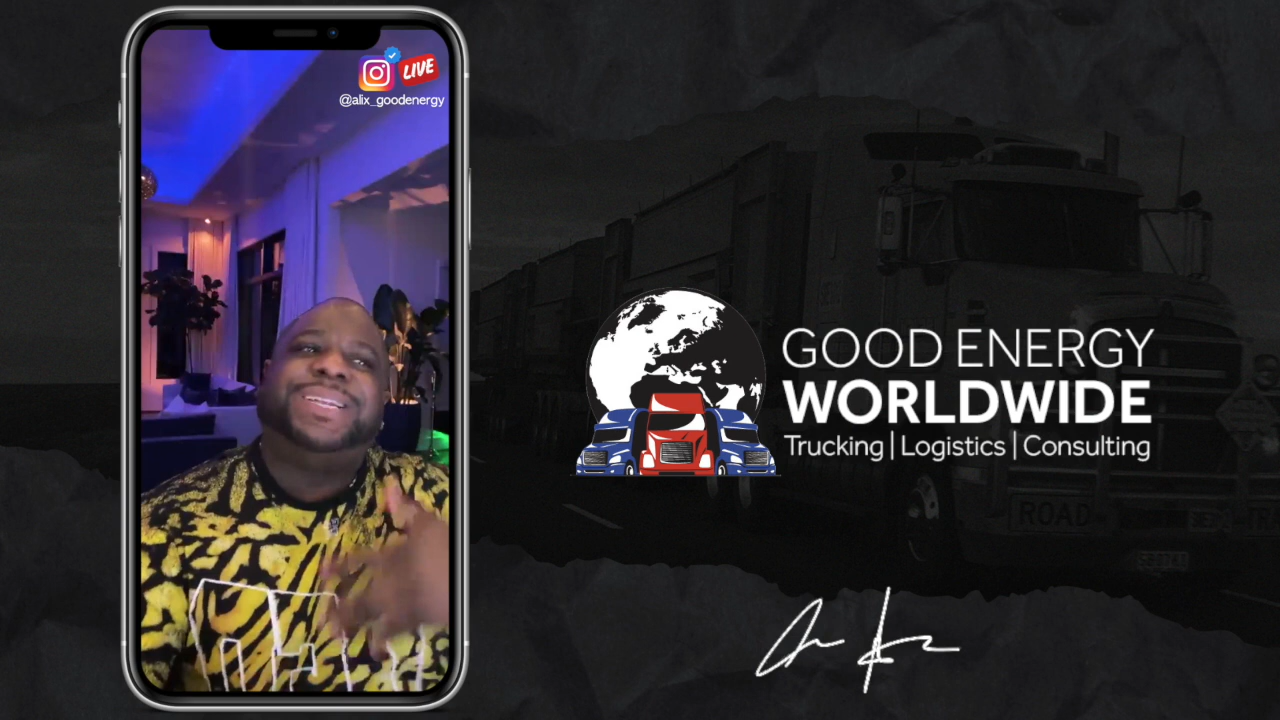 LIVE
@alix_goodenergy
GOOD ENERGY
WORLDWIDE
Trucking | Logistics | Consulting
ROAD